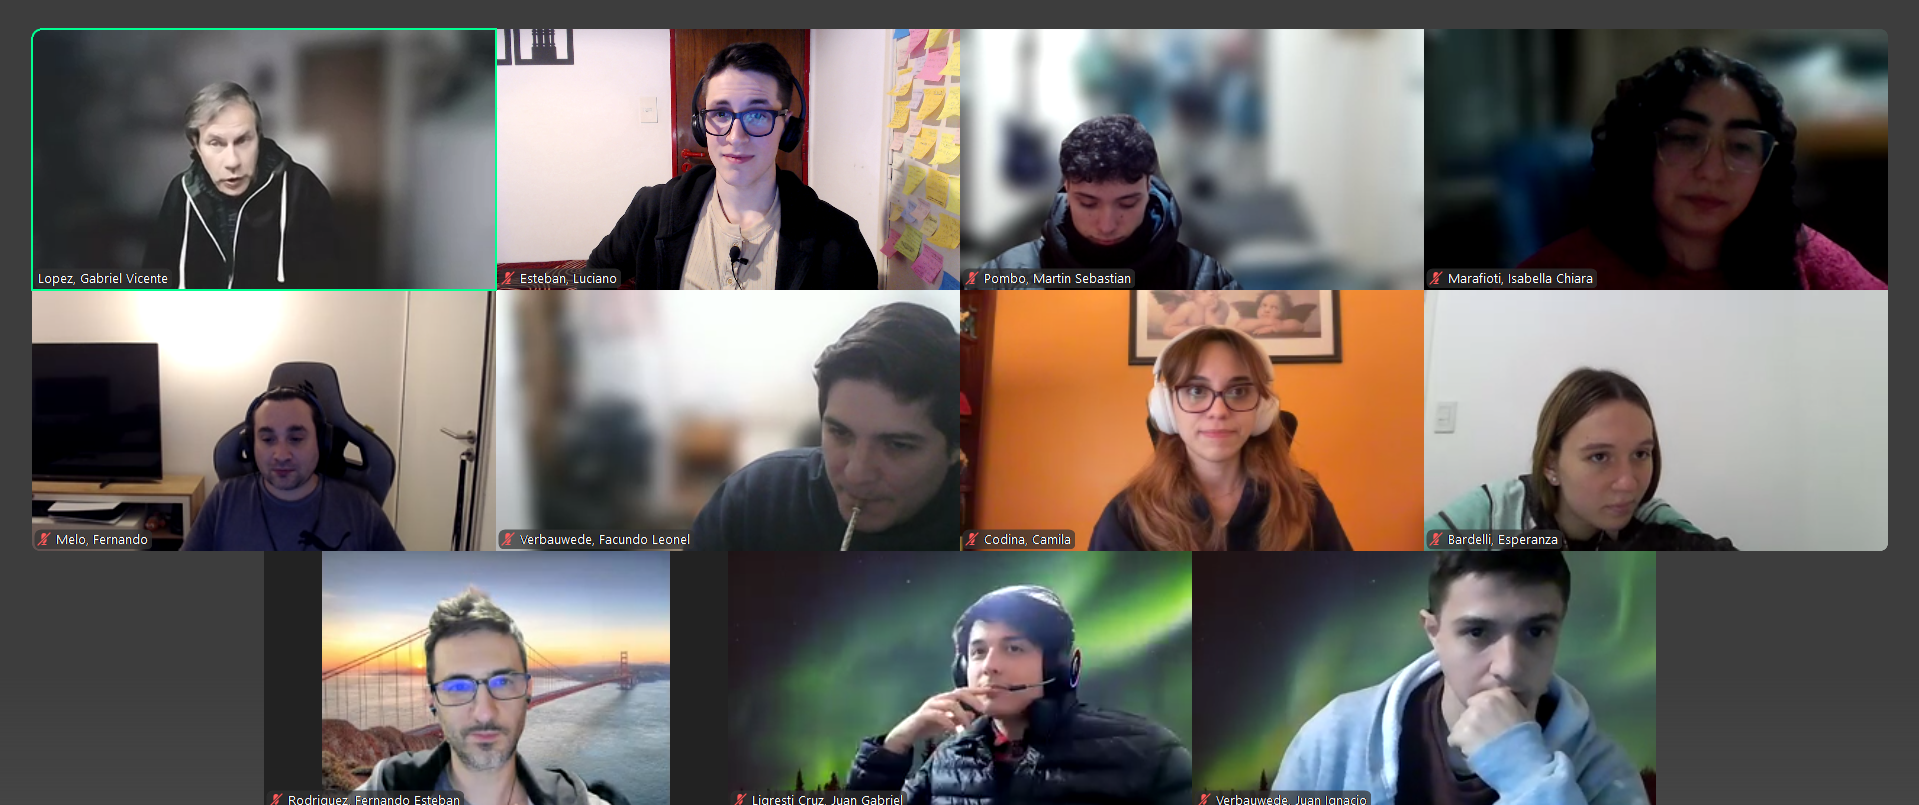 Lopez, Gabriel Vicente
Esteban, Luciano
Pombo, Martin Sebastian
Marafioti, Isabella Chiara
Melo, Fernando
Verbauwede, Facundo Leonel
Codina, Camila
Bardelli, Esperanza
Rodriguez, Fernando Esteban
Ligresti Cruz, Juan Gabriel
Verbauwede, Juan Ignacio